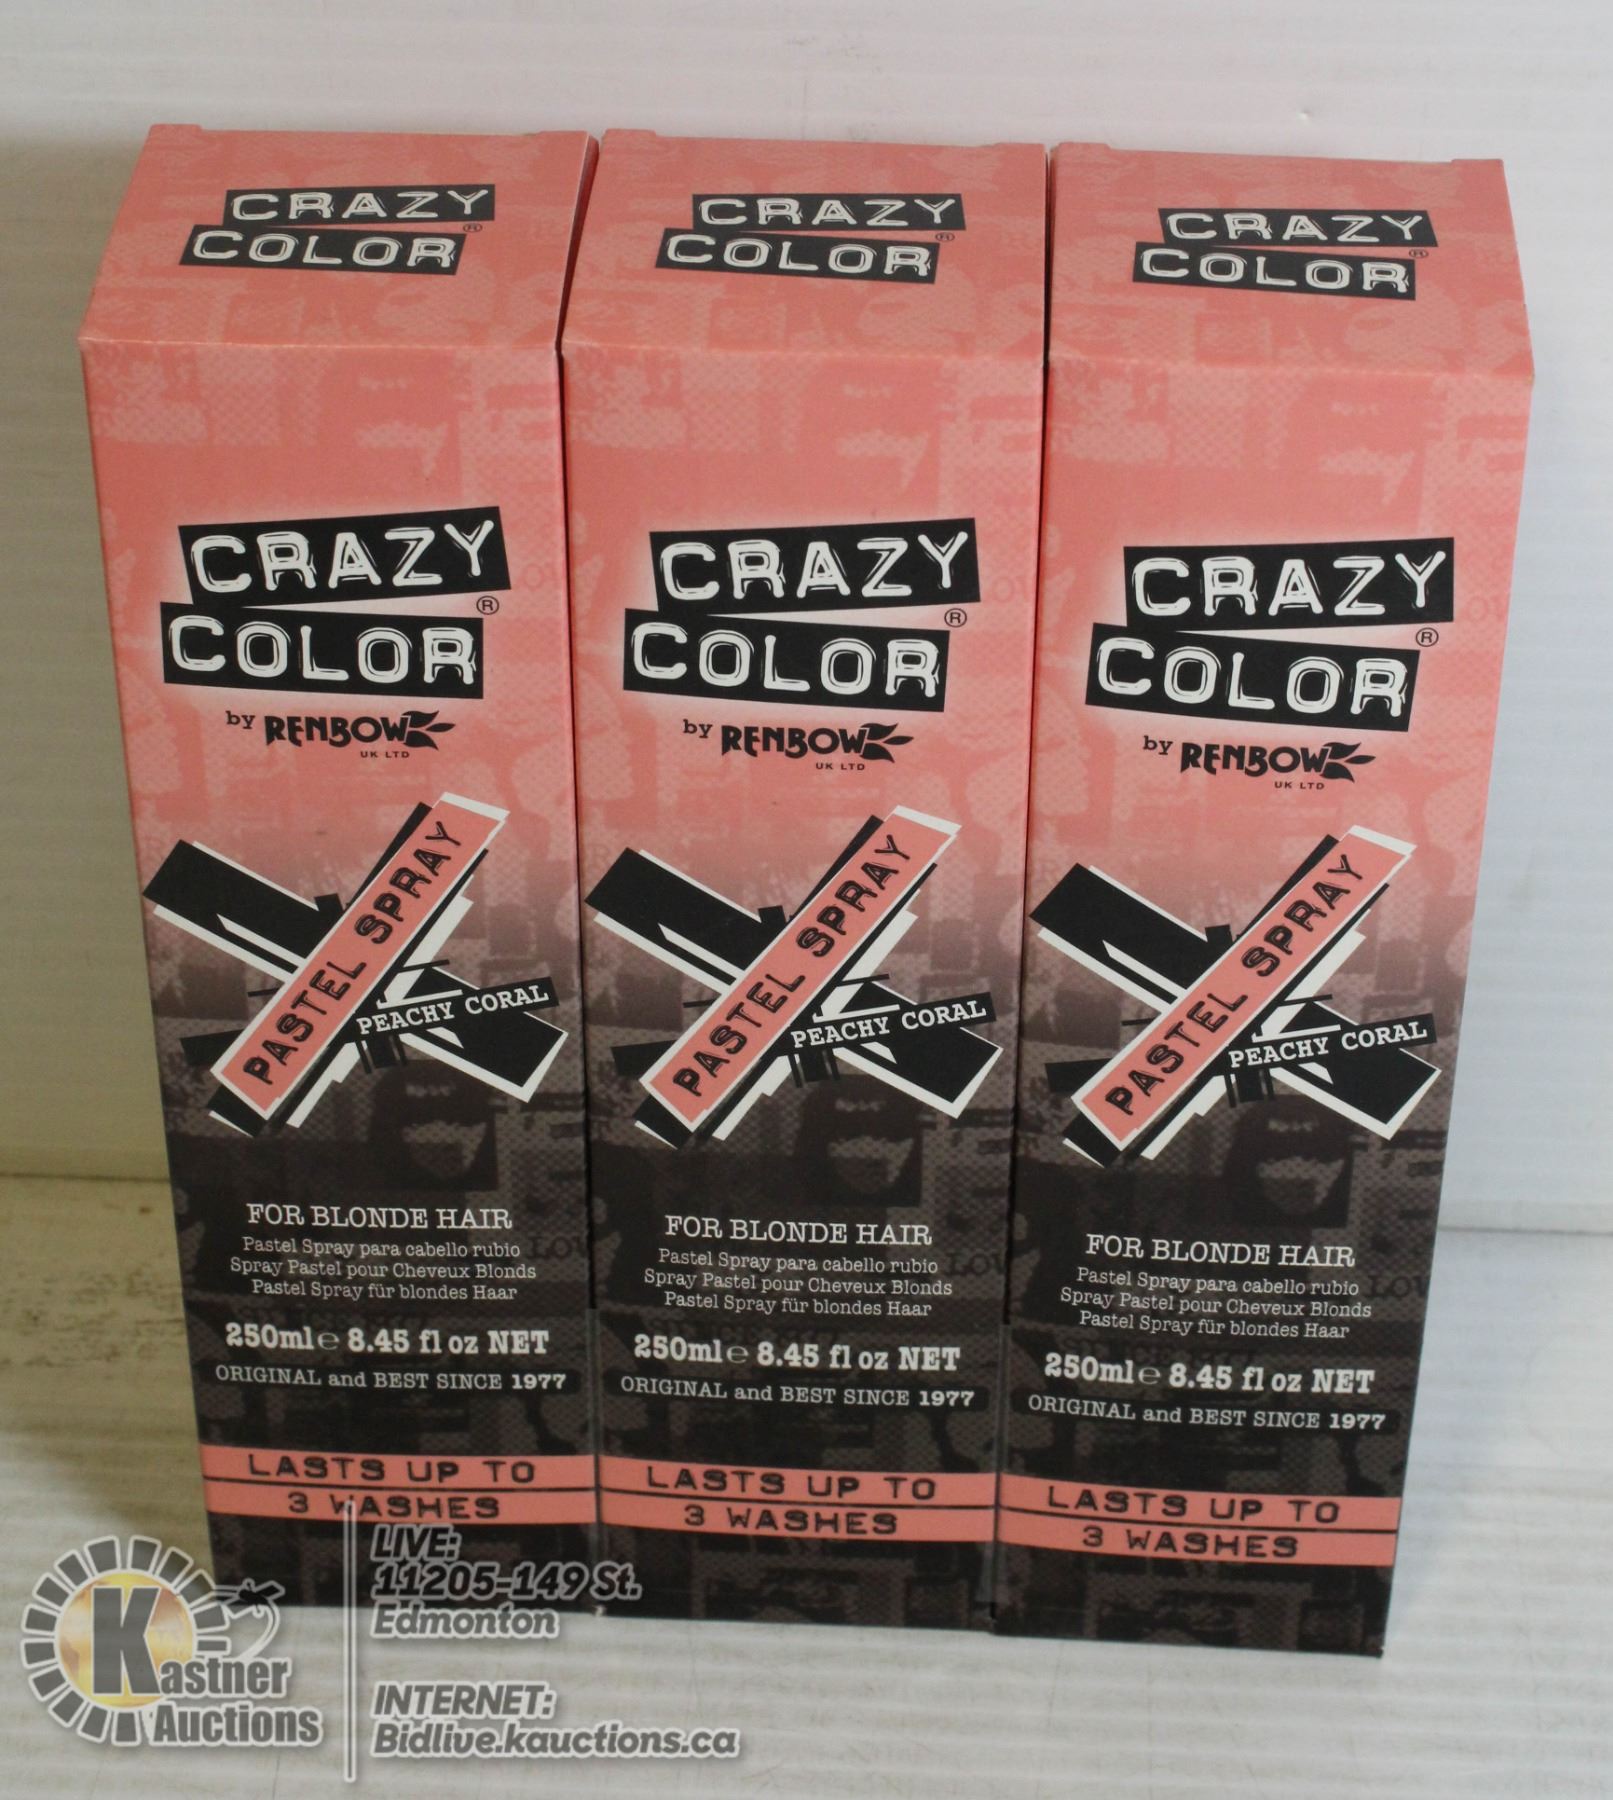 CRAZY
COLOR®
CRAZY
COLOR®
CRAZY
COLOR®
CRAZY
COLOR®
by RENBOW
UK LTD
PASTEL SPRAY
PEACHY CORAL
FOR BLONDE HAIR
Pastel Spray para cabello rubio
Spray Pastel pour Cheveux Blonds
Pastel Spray für blondes Haar
250ml e 8.45 fl oz NET
ORIGINAL and BEST SINCE 1977
LASTS UP TO
3 WASHES
CRAZY
COLOR®
by RENBOW
UK LTD
PASTEL SPRAY
PEACHY CORAL
FOR BLONDE HAIR
Pastel Spray para cabello rubio
Spray Pastel pour Cheveux Blonds
Pastel Spray für blondes Haar
250ml e 8.45 fl oz NET
ORIGINAL and BEST SINCE 1977
LASTS UP TO
3 WASHES
CRAZY
COLOR®
by RENBOW
UK LTD
PASTEL SPRAY
PEACHY CORAL
FOR BLONDE HAIR
Pastel Spray para cabello rubio
Spray Pastel pour Cheveux Blonds
Pastel Spray für blondes Haar
250ml e 8.45 fl oz NET
ORIGINAL and BEST SINCE 1977
LASTS UP TO
3 WASHES
Kastner
Auctions
LIVE:
11205-149 St.
Edmonton
INTERNET:
Bidlive.kauctions.ca